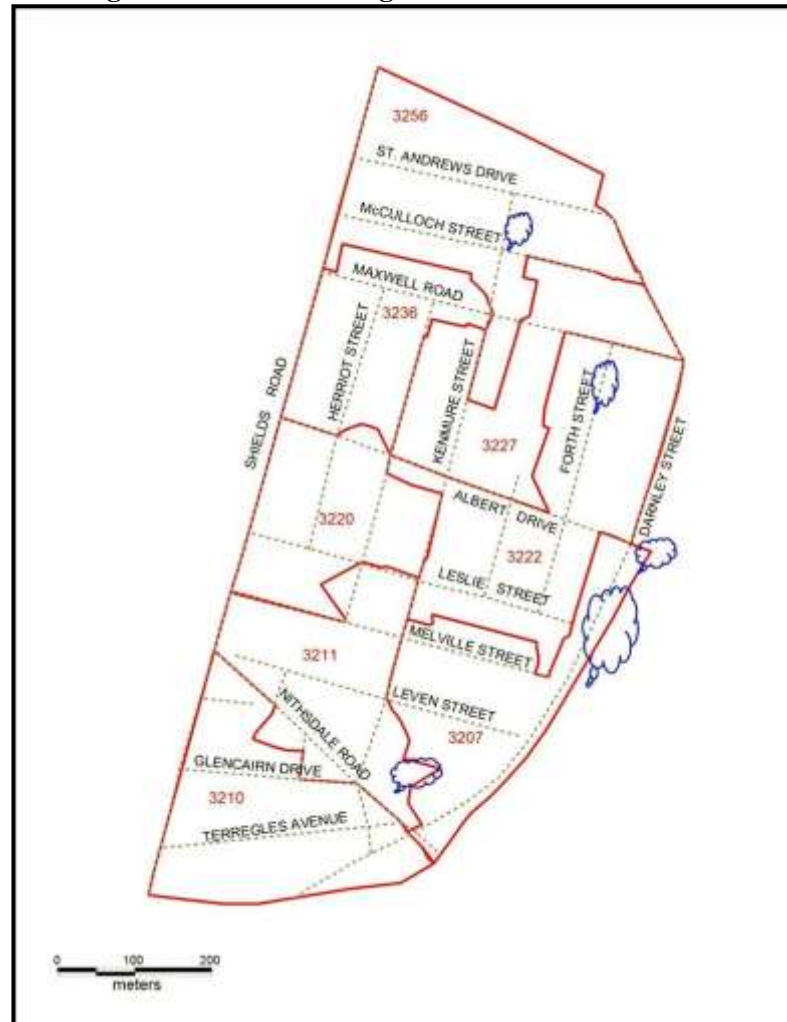 3256
ST. ANDREWS DRIVE
McCULLOCH STREET
MAXWELL ROAD
3236
HERRIOT STREET
SHIELDS ROAD
KENMURE STREET
3227
FORTH STREET
DARNLEY STREET
ALBERT DRIVE
3220
3222
LESLIE STREET
MELVILLE STREET
3211
LEVEN STREET
NITHSDALE ROAD
3207
GLENCAIRN DRIVE
3210
TERREGLES AVENUE
0 100 200
meters